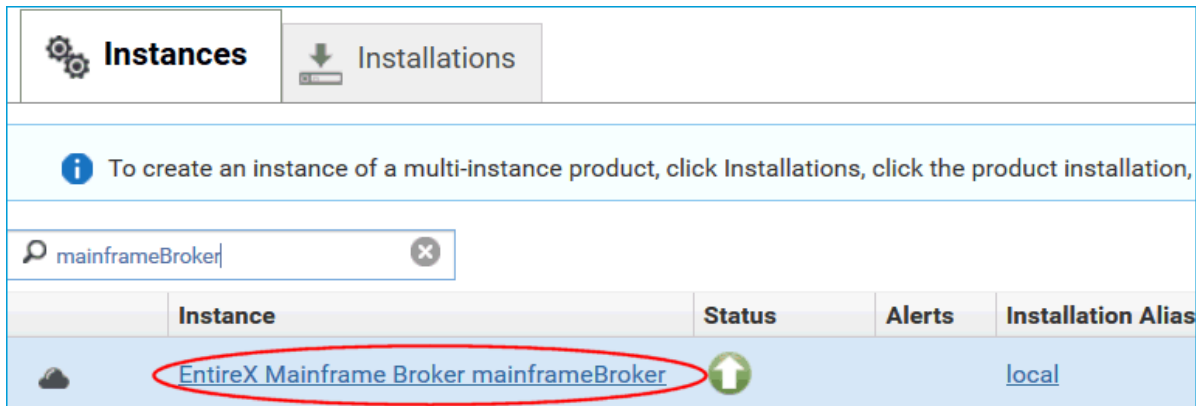 Instances Installations
To create an instance of a multi-instance product, click Installations, click the product installation,
mainframeBroker
Instance Status Alerts Installation Alias
EntireX Mainframe Broker mainframeBroker local